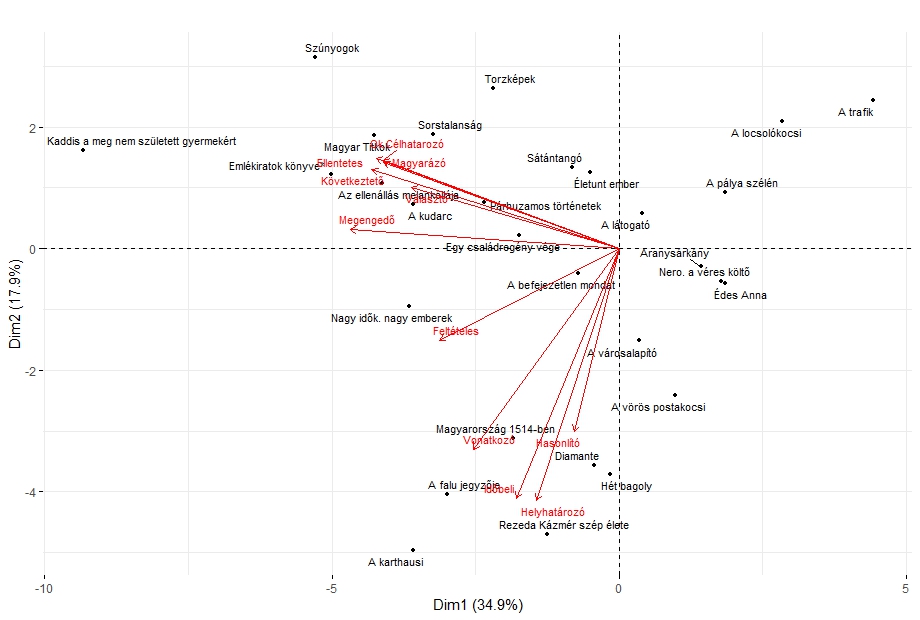 Szúnyogok
Torzképek
A trafik
Sorstalanság
A locsolókocsi
2
Kaddis a meg nem született gyermekért
Ok Célhatarozó
Magyar Titkok
Sátántangó
Ellentetes
Magyarázó
Emlékiratok könyve
Következtető
Életunt ember
A pálya szélén
Az ellenállás melankóliája
Választó
Párhuzamos történetek
Megengedő
A kudarc
A látogató
0
Egy családregény vége
Aranysárkány
Nero. a véres költő
A befejezetlen mondat
Édes Anna
Nagy idők. nagy emberek
Feltételes
A városalapító
-2
A vörös postakocsi
Magyarország 1514-ben
Vonatkozó
Hasonlító
Diamante
A falu jegyzője
Időbeli
Hét bagoly
-4
Helyhatározó
Rezeda Kázmér szép élete
A karthausi
-10
-5
0
5
Dim1 (34.9%)
Dim2 (17.9%)